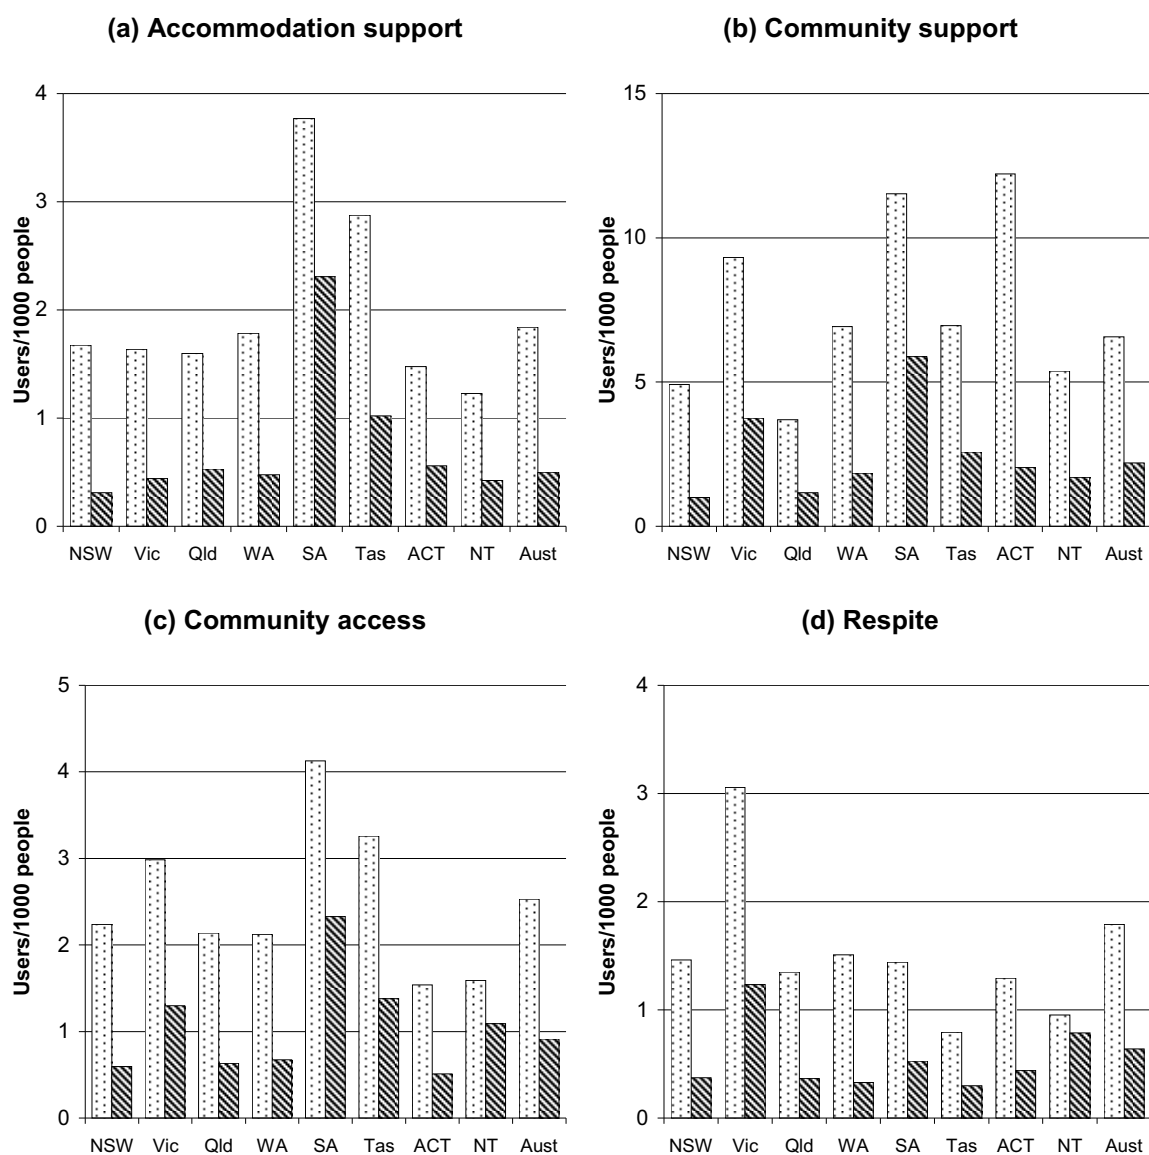 (a) Accommodation support
Users/1000 people
4
3
2
1
0
NSW Vic Qld WA SA Tas ACT NT Aust
(b) Community support
Users/1000 people
15
10
5
0
NSW Vic Qld WA SA Tas ACT NT Aust
(c) Community access
Users/1000 people
5
4
3
2
1
0
NSW Vic Qld WA SA Tas ACT NT Aust
(d) Respite
Users/1000 people
4
3
2
1
0
NSW Vic Qld WA SA Tas ACT NT Aust